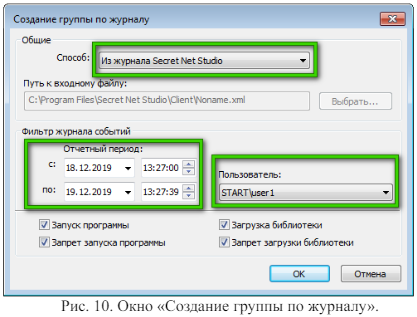 Создание группы по журналу
Общие
Способ: Из журнала Secret Net Studio
Путь к входному файлу:
C:\Program Files\Secret Net Studio\Client\Noname.xml Выбрать...
Фильтр журнала событий
Отчетный период:
с: 18.12.2019 13:27:00
Пользователь:
по: 19.12.2019 13:27:39
START\user1
Запуск программы Загрузка библиотеки
Запрет запуска программы Запрет загрузки библиотеки
OK Отмена
Рис. 10. Окно «Создание группы по журналу».